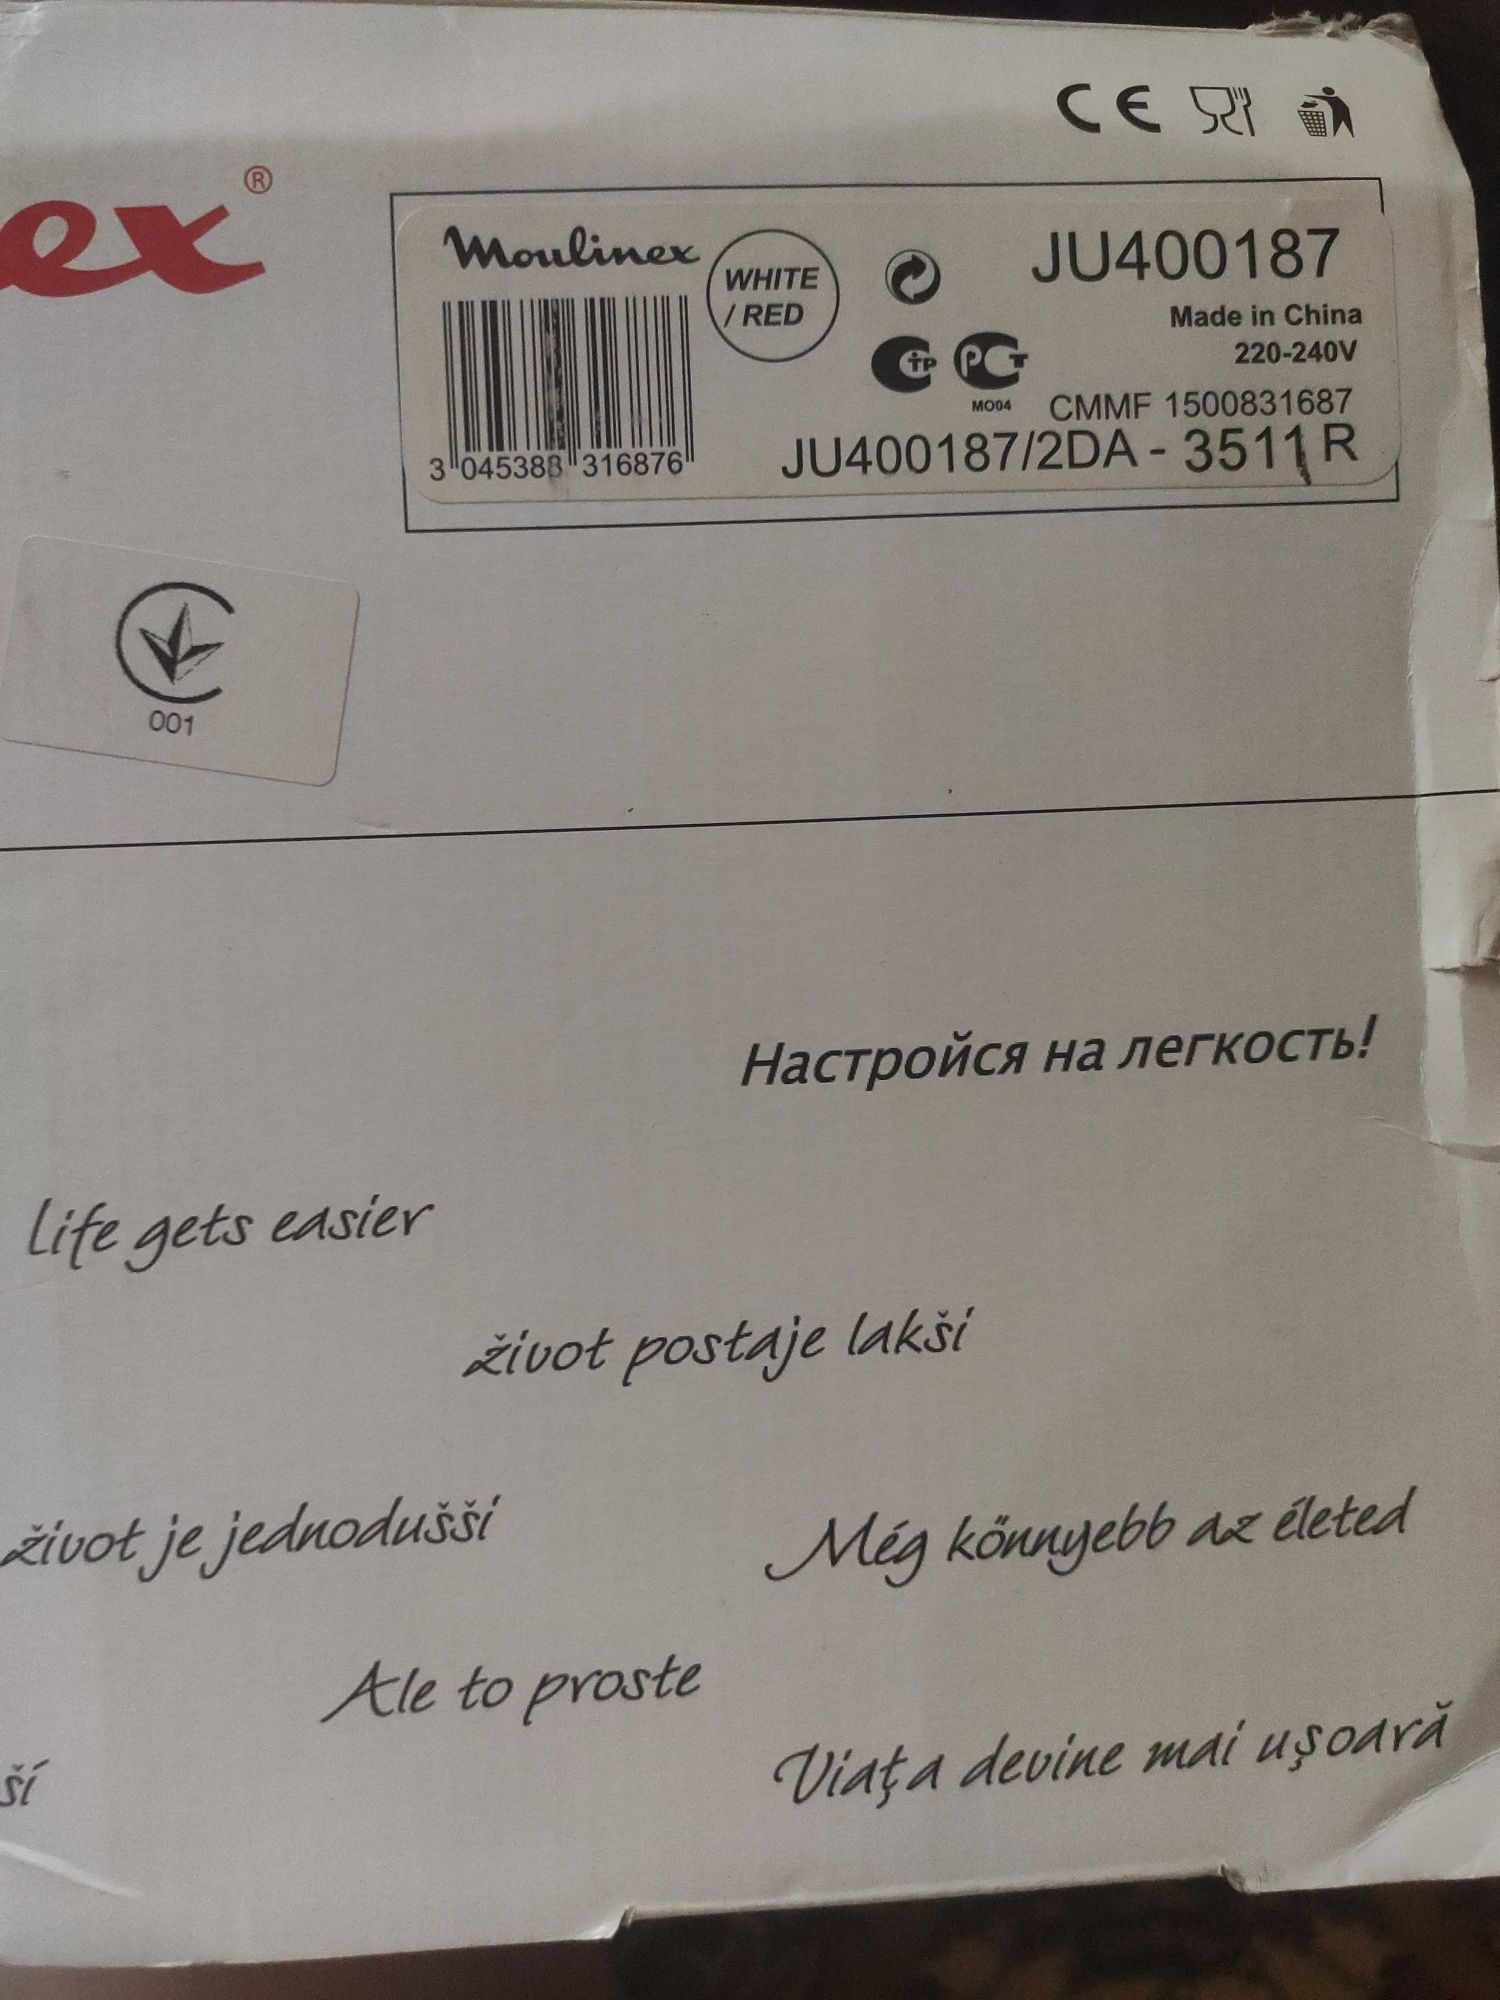 CE
ex®
Moulinex
WHITE
/ RED
JU400187
Made in China
220-240V
MO04
CMMF 1500831687
3 045388 316876
JU400187/2DA - 3511 R
001
Настройся на легкость!
life gets easier
život postaje lakši
život je jednodušší
Még könnyebb az életed
Ale to proste
Viaţa devine mai uşoară
ší